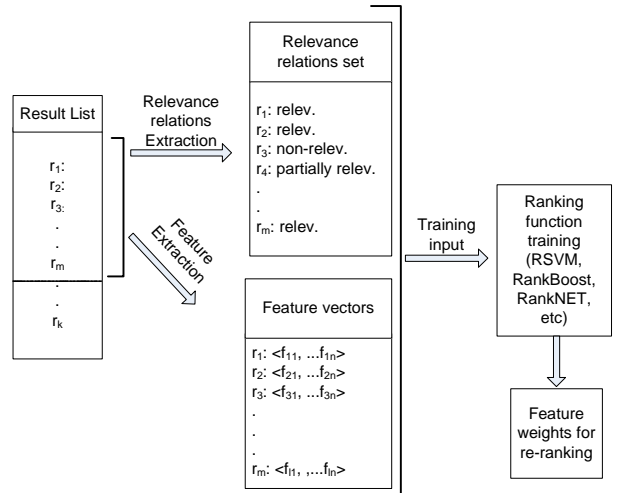 Result List
r1:
r2:
r3:
.
.
rm
.
.
rk
Relevance
relations
Extraction
Feature
Extraction
Relevance
relations set
r1: relev.
r2: relev.
r3: non-relev.
r4: partially relev.
.
.
rm: relev.
Feature vectors
r1: <f11, ...f1n>
r2: <f21, ...f2n>
r3: <f31, ...f3n>
.
.
.
rm: <fl1, ,...fln>
Training
input
Ranking
function
training
(RSVM,
RankBoost,
RankNET,
etc)
Feature
weights for
re-ranking